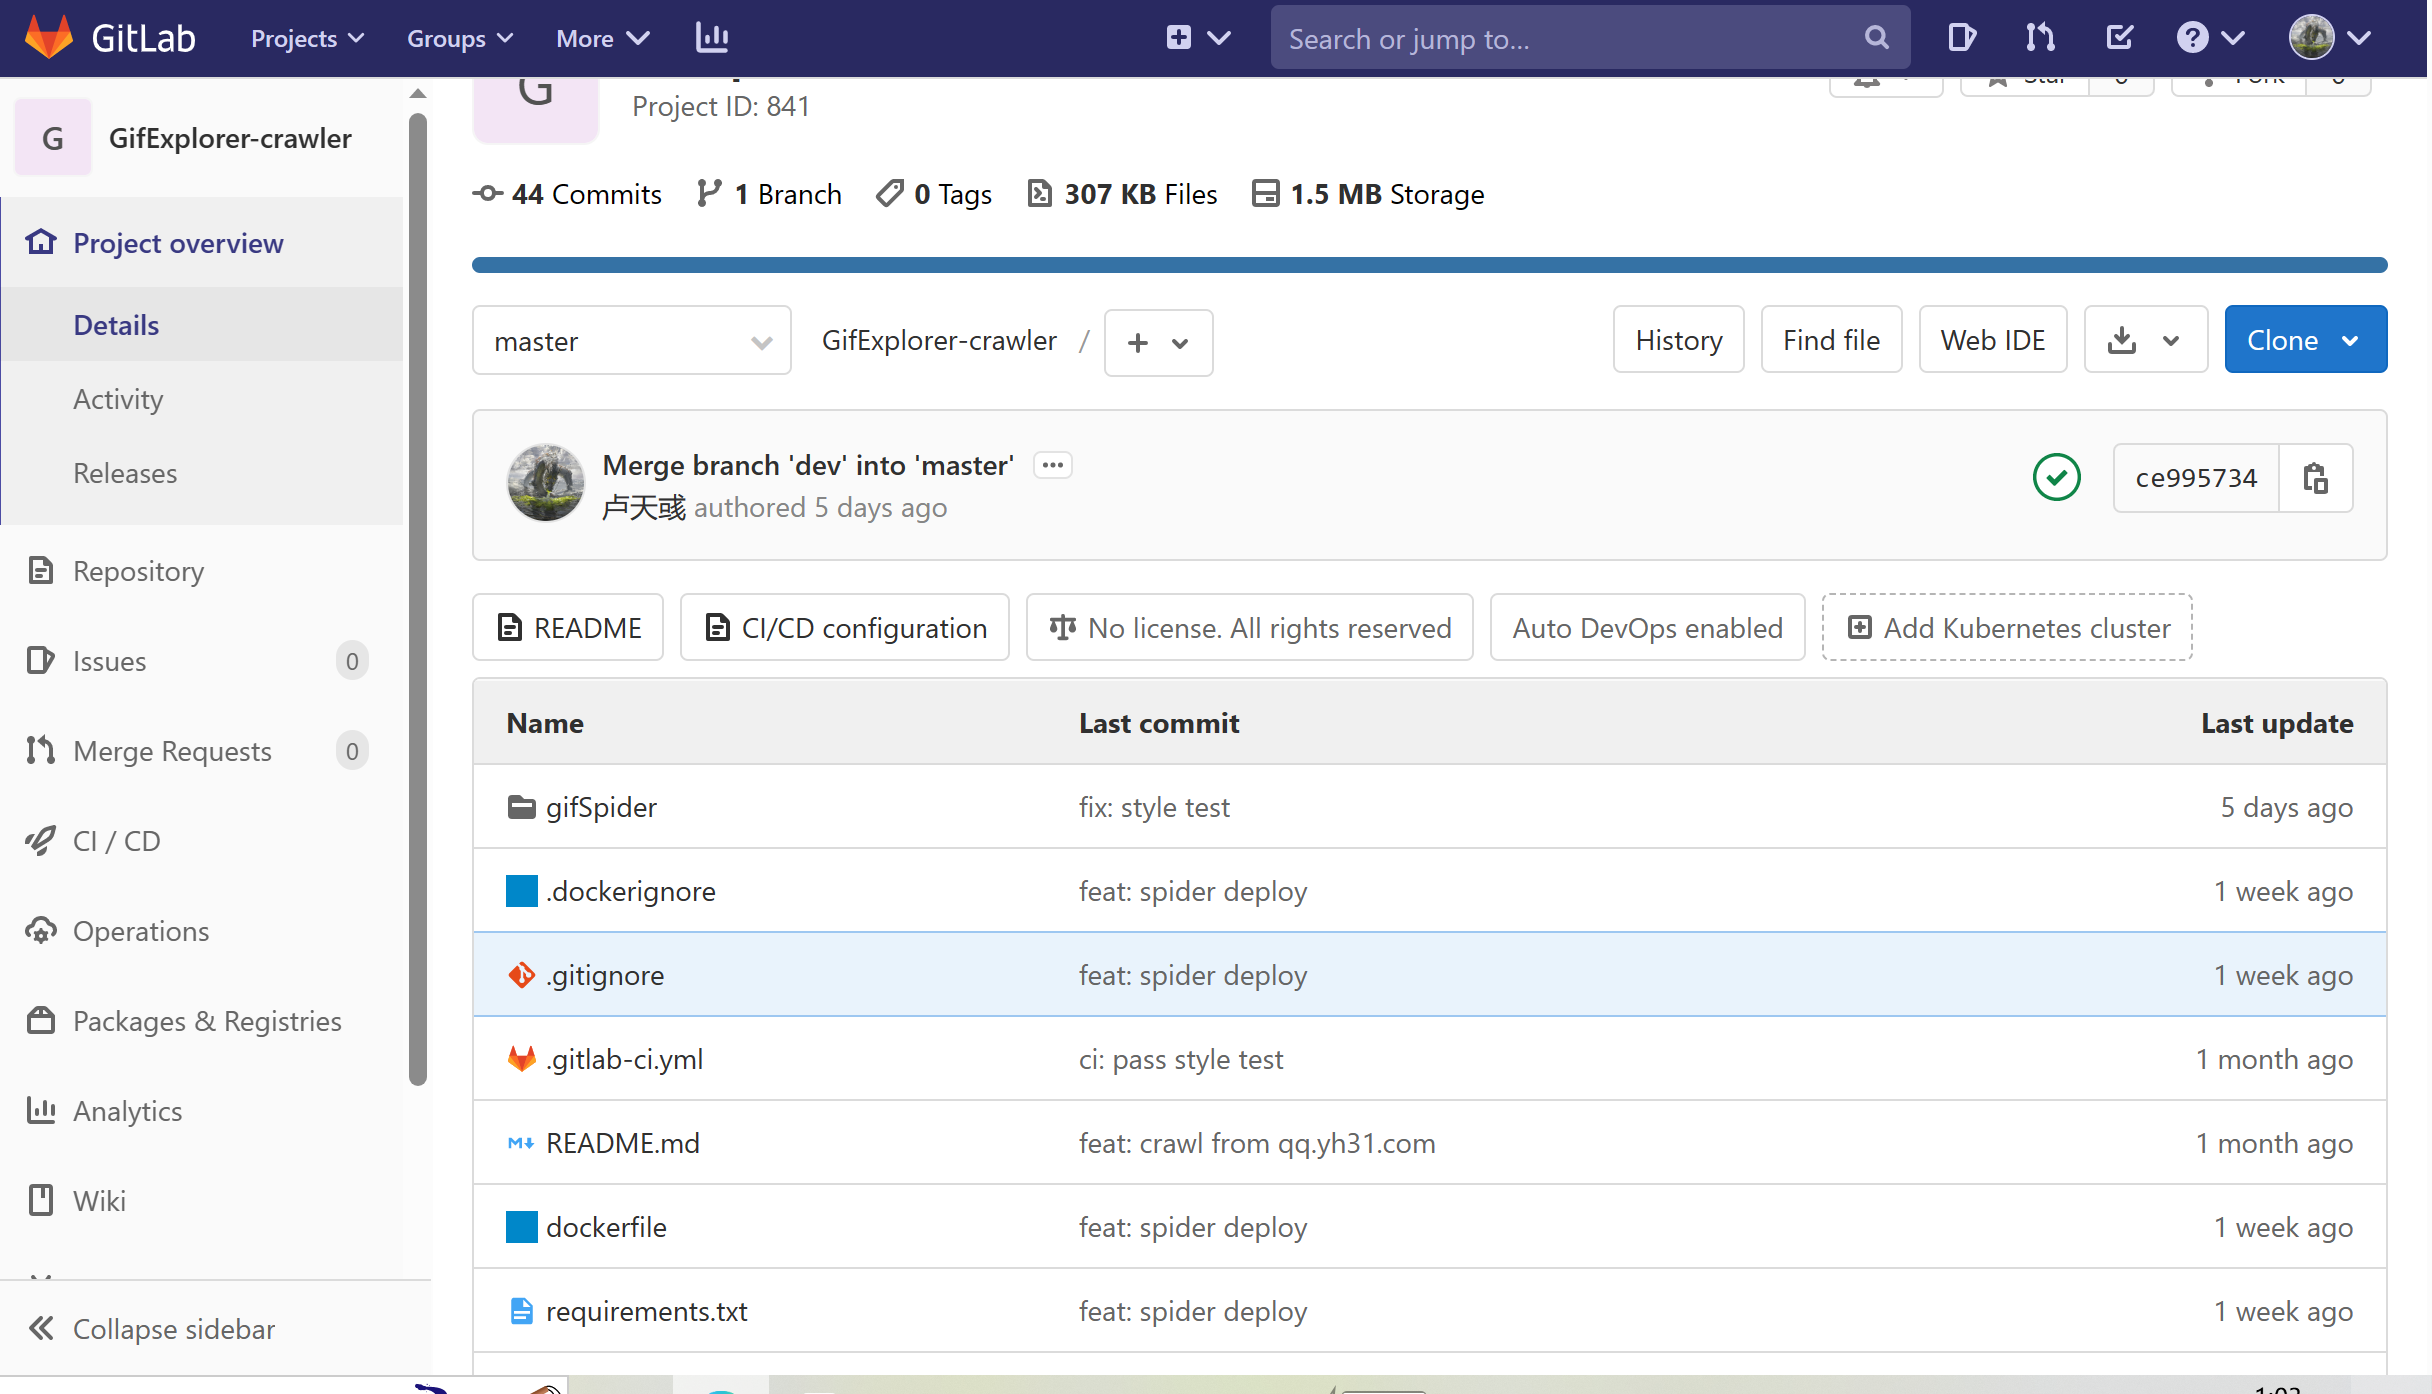 GitLab Projects Groups More Search or jump to...
G GifExplorer-crawler
Project overview
Details
Activity
Releases
Repository
Issues 0
Merge Requests 0
CI / CD
Operations
Packages & Registries
Analytics
Wiki
Collapse sidebar
G
Project ID: 841
Star 0 Fork 0
44 Commits 1 Branch 0 Tags 307 KB Files 1.5 MB Storage
master GifExplorer-crawler / + History Find file Web IDE Clone
Merge branch 'dev' into 'master' ···
卢天彧 authored 5 days ago
ce995734
README CI/CD configuration No license. All rights reserved Auto DevOps enabled Add Kubernetes cluster
Name Last commit Last update
gifSpider fix: style test 5 days ago
.dockerignore feat: spider deploy 1 week ago
.gitignore feat: spider deploy 1 week ago
.gitlab-ci.yml ci: pass style test 1 month ago
README.md feat: crawl from qq.yh31.com 1 month ago
dockerfile feat: spider deploy 1 week ago
requirements.txt feat: spider deploy 1 week ago